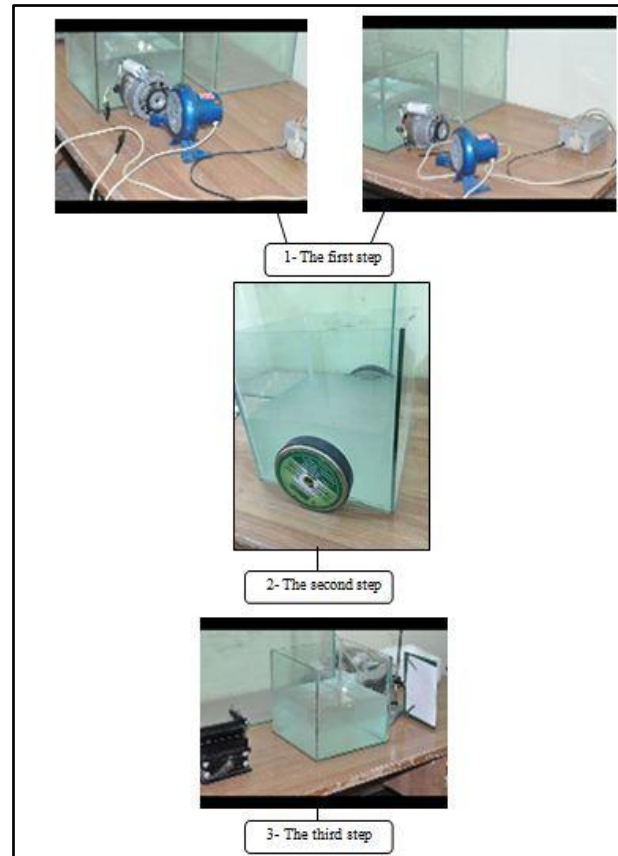 1- The first step
2- The second step
3- The third step